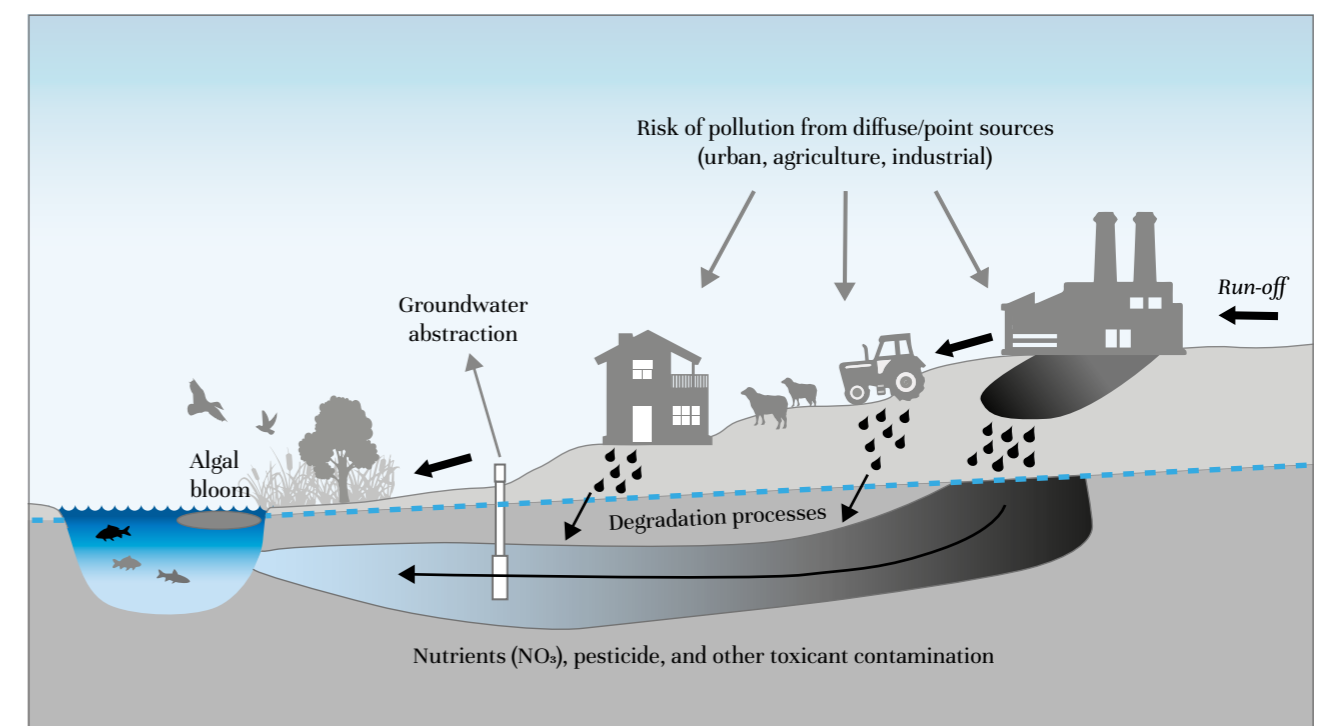 Risk of pollution from diffuse/point sources
(urban, agriculture, industrial)
Run-off
Groundwater
abstraction
Algal
bloom
Degradation processes
Nutrients (NO₃), pesticide, and other toxicant contamination